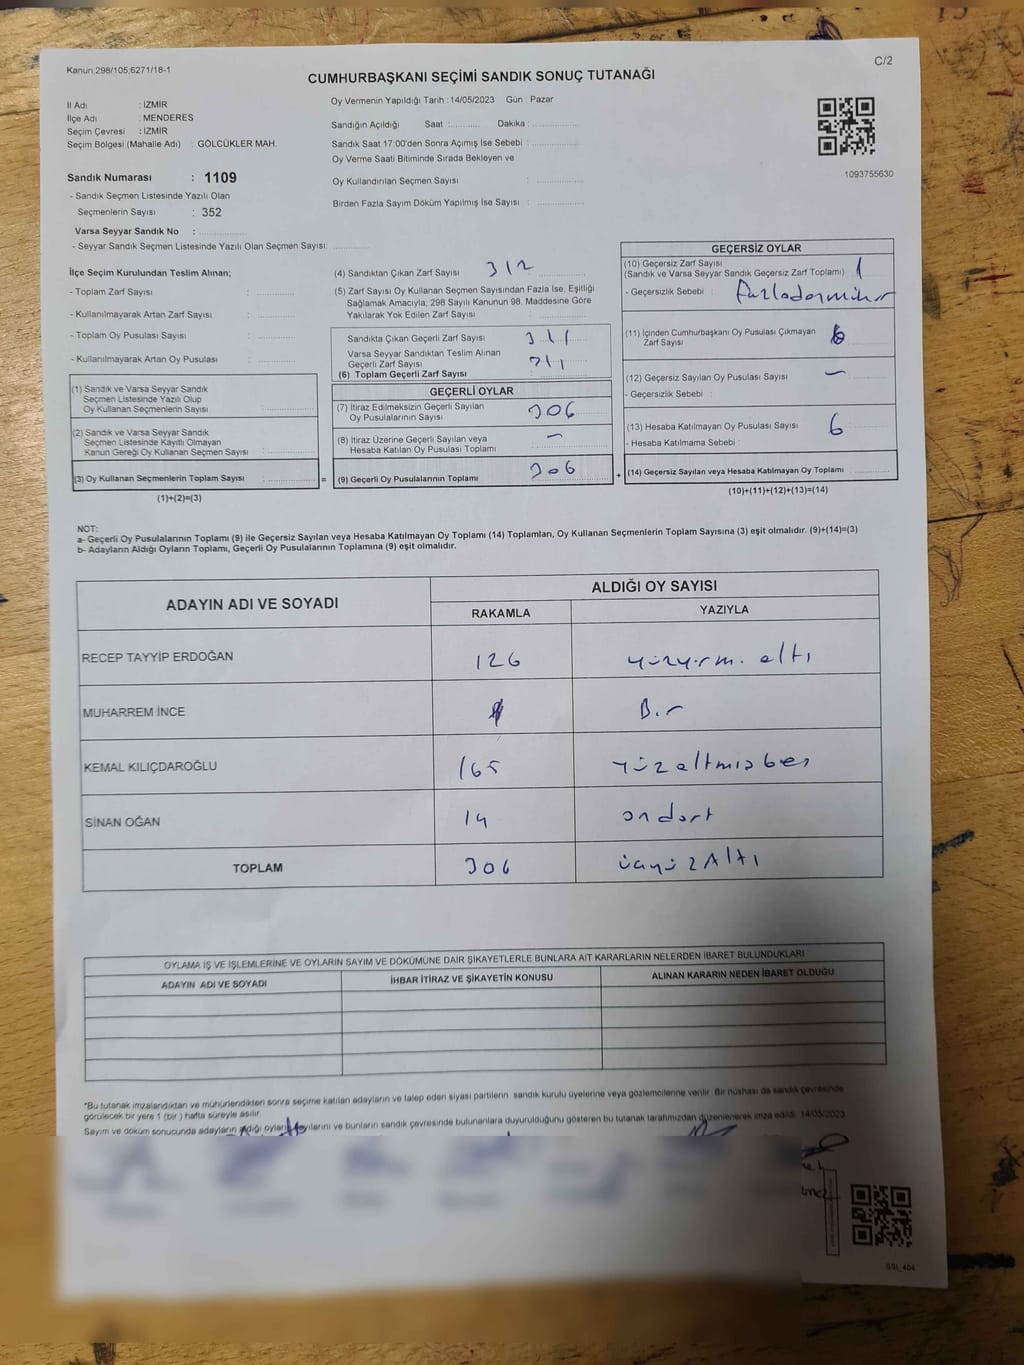 Kanun;298/105;6271/18-1
C/2
CUMHURBAŞKANI SEÇİMİ SANDIK SONUÇ TUTANAĞI
İl Adı : İZMİR
İlçe Adı : MENDERES
Seçim Çevresi : İZMİR
Seçim Bölgesi (Mahalle Adı) : GÖLCÜKLER MAH.
Oy Vermenin Yapıldığı Tarih : 14/05/2023 Gün : Pazar
Sandığın Açıldığı Saat :........... Dakika :................
Sandık Saat 17:00'den Sonra Açımış İse Sebebi :................
Oy Verme Saati Bitiminde Sırada Bekleyen ve
Oy Kullandırılan Seçmen Sayısı :................
Birden Fazla Sayım Döküm Yapılmış İse Sayısı :................
1093755630
Sandık Numarası : 1109
- Sandık Seçmen Listesinde Yazılı Olan
Seçmenlerin Sayısı : 352
Varsa Seyyar Sandık No :................
- Seyyar Sandık Seçmen Listesinde Yazılı Olan Seçmen Sayısı:............
İlçe Seçim Kurulundan Teslim Alınan;
- Toplam Zarf Sayısı :............
- Kullanılmayarak Artan Zarf Sayısı :............
- Toplam Oy Pusulası Sayısı :............
- Kullanılmayarak Artan Oy Pusulası :............
(1) Sandık ve Varsa Seyyar Sandık
Seçmen Listesinde Yazılı Olup
Oy Kullanan Seçmenlerin Sayısı :............
(2) Sandık ve Varsa Seyyar Sandık
Seçmen Listesinde Kayıtlı Olmayan
Kanun Gereği Oy Kullanan Seçmen Sayısı :............
(3) Oy Kullanan Seçmenlerin Toplam Sayısı :............ =
(1)+(2)=(3)
(4) Sandıktan Çıkan Zarf Sayısı 312
(5) Zarf Sayısı Oy Kullanan Seçmen Sayısından Fazla İse, Eşitliği
Sağlamak Amacıyla; 298 Sayılı Kanunun 98. Maddesine Göre
Yakılarak Yok Edilen Zarf Sayısı :............
Sandıkta Çıkan Geçerli Zarf Sayısı : 311
Varsa Seyyar Sandıktan Teslim Alınan
Geçerli Zarf Sayısı
(6) Toplam Geçerli Zarf Sayısı 311
GEÇERLİ OYLAR
(7) İtiraz Edilmeksizin Geçerli Sayılan
Oy Pusulalarının Sayısı : 306
(8) İtiraz Üzerine Geçerli Sayılan veya
Hesaba Katılan Oy Pusulası Toplamı : –
(9) Geçerli Oy Pusulalarının Toplamı 306 +
GEÇERSİZ OYLAR
(10) Geçersiz Zarf Sayısı
(Sandık ve Varsa Seyyar Sandık Geçersiz Zarf Toplamı) 1
- Geçersizlik Sebebi :
(11) İçinden Cumhurbaşkanı Oy Pusulası Çıkmayan
Zarf Sayısı
(12) Geçersiz Sayılan Oy Pusulası Sayısı : –
- Geçersizlik Sebebi :
(13) Hesaba Katılmayan Oy Pusulası Sayısı : 6
- Hesaba Katılmama Sebebi :
(14) Geçersiz Sayılan veya Hesaba Katılmayan Oy Toplamı ............
(10)+(11)+(12)+(13)=(14)
NOT:
a- Geçerli Oy Pusulalarının Toplamı (9) ile Geçersiz Sayılan veya Hesaba Katılmayan Oy Toplamı (14) Toplamları, Oy Kullanan Seçmenlerin Toplam Sayısına (3) eşit olmalıdır. (9)+(14)=(3)
b- Adayların Aldığı Oyların Toplamı, Geçerli Oy Pusulalarının Toplamına (9) eşit olmalıdır.
ADAYIN ADI VE SOYADI
ALDIĞI OY SAYISI
RAKAMLA YAZIYLA
RECEP TAYYİP ERDOĞAN 126 yüzyirmi altı
MUHARREM İNCE Bir
KEMAL KILIÇDAROĞLU 165 yüzaltmışbeş
SİNAN OĞAN 14 ondört
TOPLAM 306 üçyüzAltı
OYLAMA İŞ VE İŞLEMLERİNE VE OYLARIN SAYIM VE DÖKÜMÜNE DAİR ŞİKAYETLERLE BUNLARA AİT KARARLARIN NELERDEN İBARET BULUNDUKLARI
ADAYIN ADI VE SOYADI İHBAR İTİRAZ VE ŞİKAYETİN KONUSU ALINAN KARARIN NEDEN İBARET OLDUĞU
*Bu tutanak imzalandıktan ve mühürlendikten sonra seçime katılan adayların ve talep eden siyasi partilerin sandık kurulu üyelerine veya gözlemcilerine verilir. Bir nüshası da sandık çevresinde
görülecek bir yere 1 (bir ) hafta süreyle asılır.
Sayım ve döküm sonucunda adayların aldığı oyların sayılarını ve bunların sandık çevresinde bulunanlara duyurulduğunu gösteren bu tutanak tarafımızdan düzenlenerek imza edildi. 14/05/2023
SSI_404